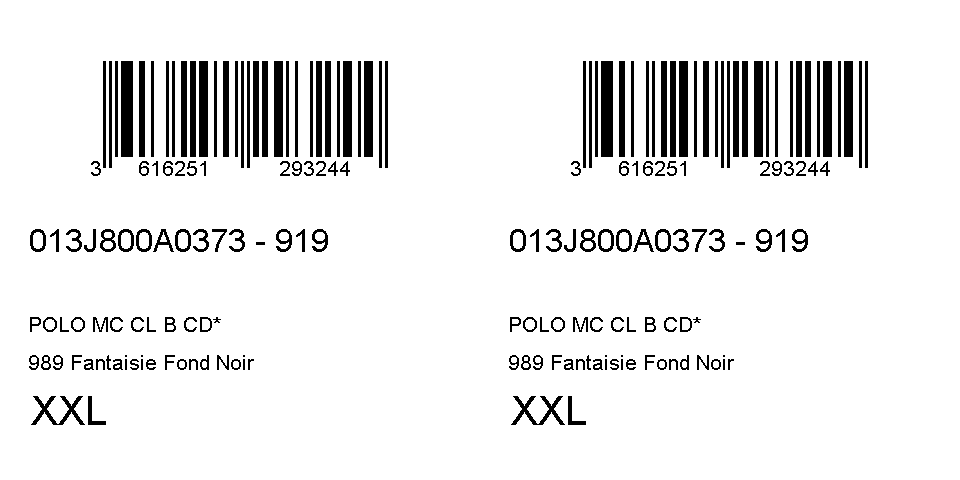 3 616251 293244
013J800A0373 - 919
POLO MC CL B CD*
989 Fantaisie Fond Noir
XXL
3 616251 293244
013J800A0373 - 919
POLO MC CL B CD*
989 Fantaisie Fond Noir
XXL